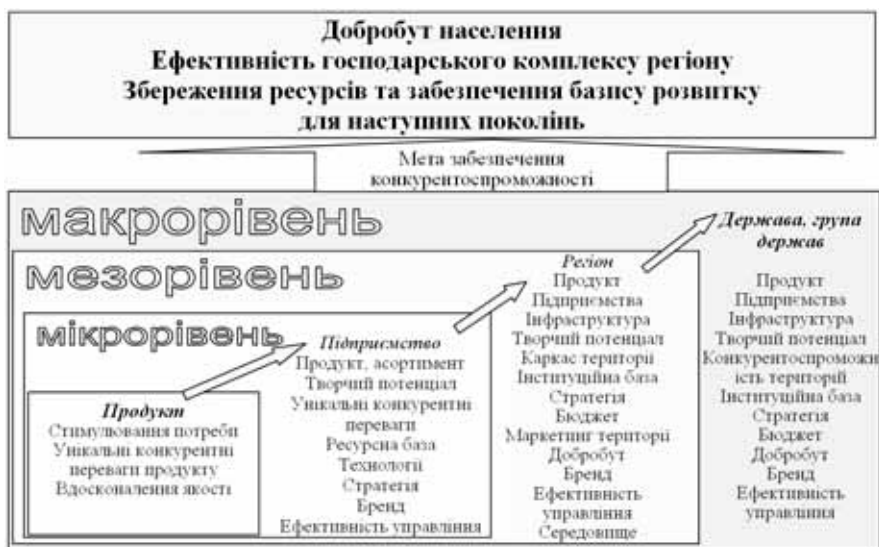 Добробут населення
Ефективність господарського комплексу регіону
Збереження ресурсів та забезпечення базису розвитку
для наступних поколінь
Мета забезпечення
конкурентоспроможності
макрорівень
мезорівень
мікрорівень
Продукт
Стимулювання потреби
Унікальні конкурентні
переваги продукту
Вдосконалення якості
Підприємство
Продукт, асортимент
Творчий потенціал
Унікальні конкурентні
переваги
Ресурсна база
Технології
Стратегія
Бренд
Ефективність управління
Регіон
Продукт
Підприємства
Інфраструктура
Творчий потенціал
Каркас території
Інституційна база
Стратегія
Бюджет
Маркетинг території
Добробут
Бренд
Ефективність
управління
Середовище
Держава, група
держав
Продукт
Підприємства
Інфраструктура
Творчий потенціал
Конкурентоспроможн
ість територій
Інституційна база
Стратегія
Бюджет
Добробут
Бренд
Ефективність
управління